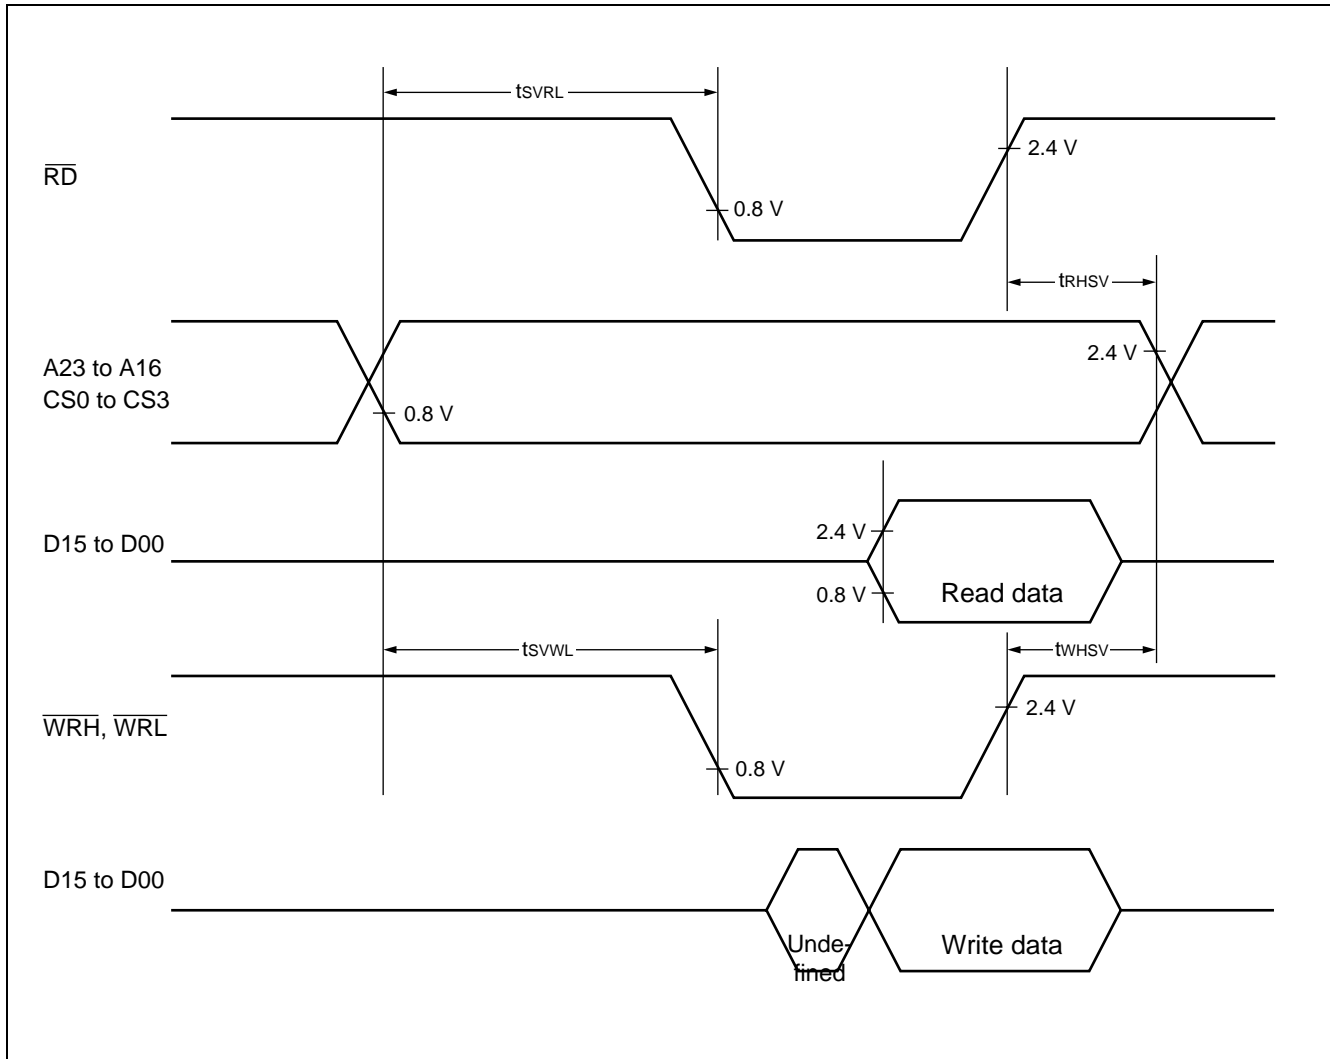 tSVRL
2.4 V
RD
0.8 V
tRHSV
2.4 V
A23 to A16
CS0 to CS3
0.8 V
2.4 V
D15 to D00
0.8 V
Read data
tSVWL
tWHSV
2.4 V
WRH, WRL
0.8 V
D15 to D00
Unde-
fined
Write data